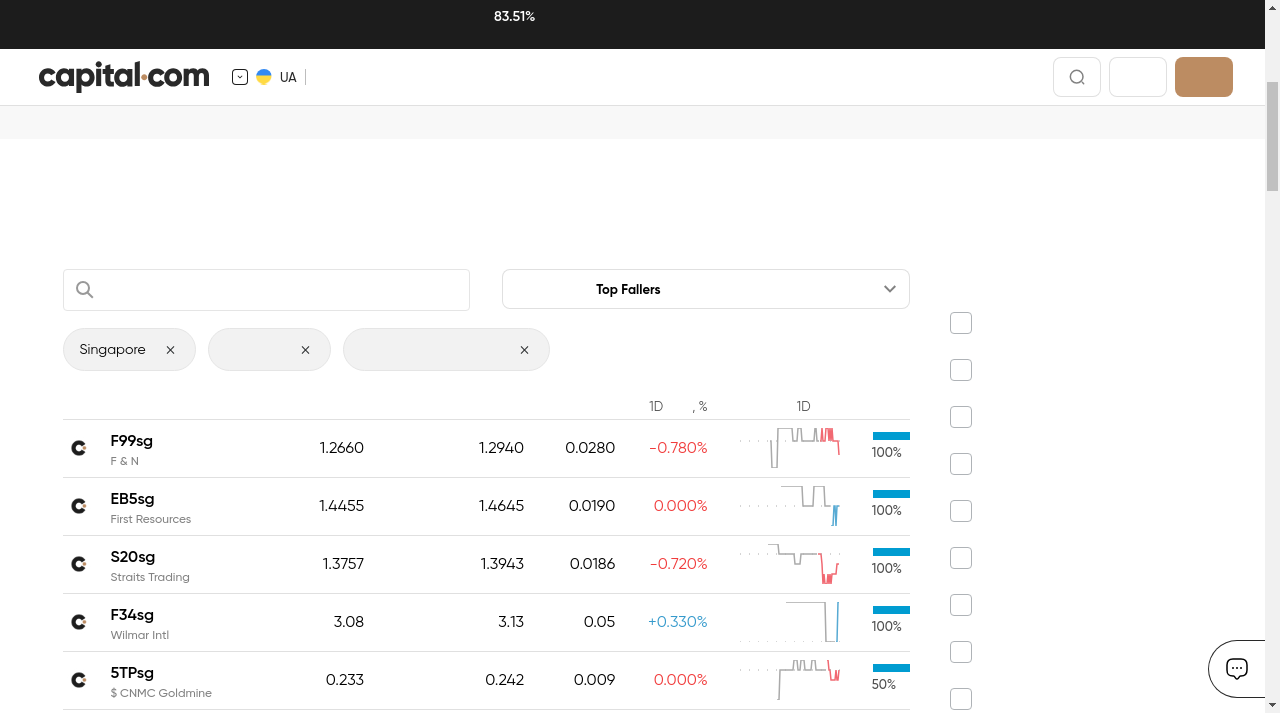 83.51%
capital.com
UA
Top Fallers
Singapore
1D , % 1D
F99sg 1.2660 1.2940 0.0280 -0.780% 100%
F & N
EB5sg 1.4455 1.4645 0.0190 0.000% 100%
First Resources
S20sg 1.3757 1.3943 0.0186 -0.720% 100%
Straits Trading
F34sg 3.08 3.13 0.05 +0.330% 100%
Wilmar Intl
5TPsg 0.233 0.242 0.009 0.000% 50%
$ CNMC Goldmine